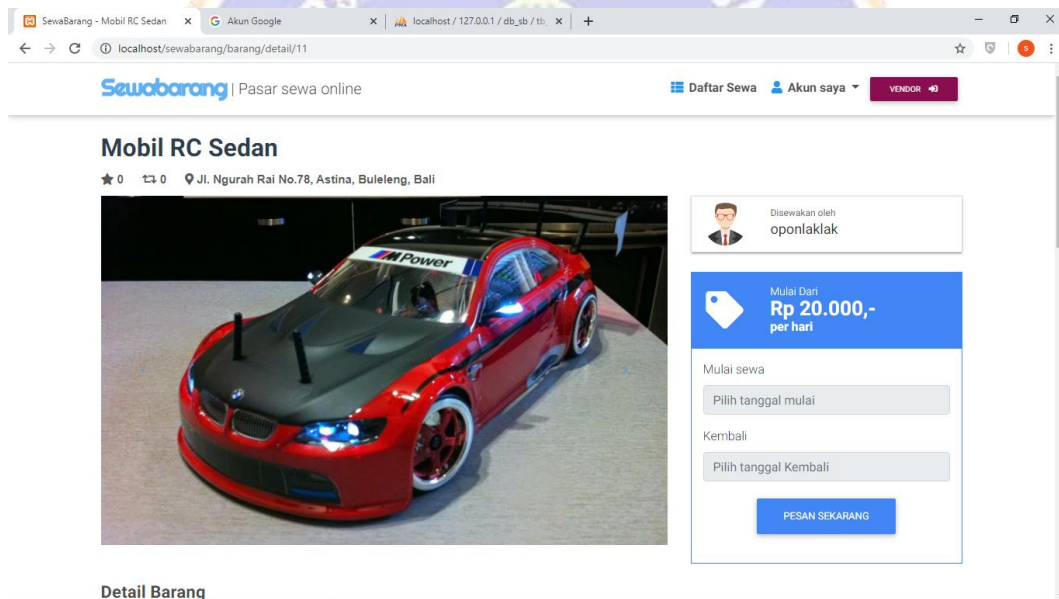 SewaBarang - Mobil RC Sedan
Akun Google
localhost / 127.0.0.1 / db_sb / tb_
localhost/sewabarang/barang/detail/11
S
Sewabarang | Pasar sewa online
Daftar Sewa
Akun saya
VENDOR
Mobil RC Sedan
0 0 Jl. Ngurah Rai No.78, Astina, Buleleng, Bali
M Power
Disewakan oleh
oponlaklak
Mulai Dari
Rp 20.000,-
per hari
Mulai sewa
Pilih tanggal mulai
Kembali
Pilih tanggal Kembali
PESAN SEKARANG
Detail Barang